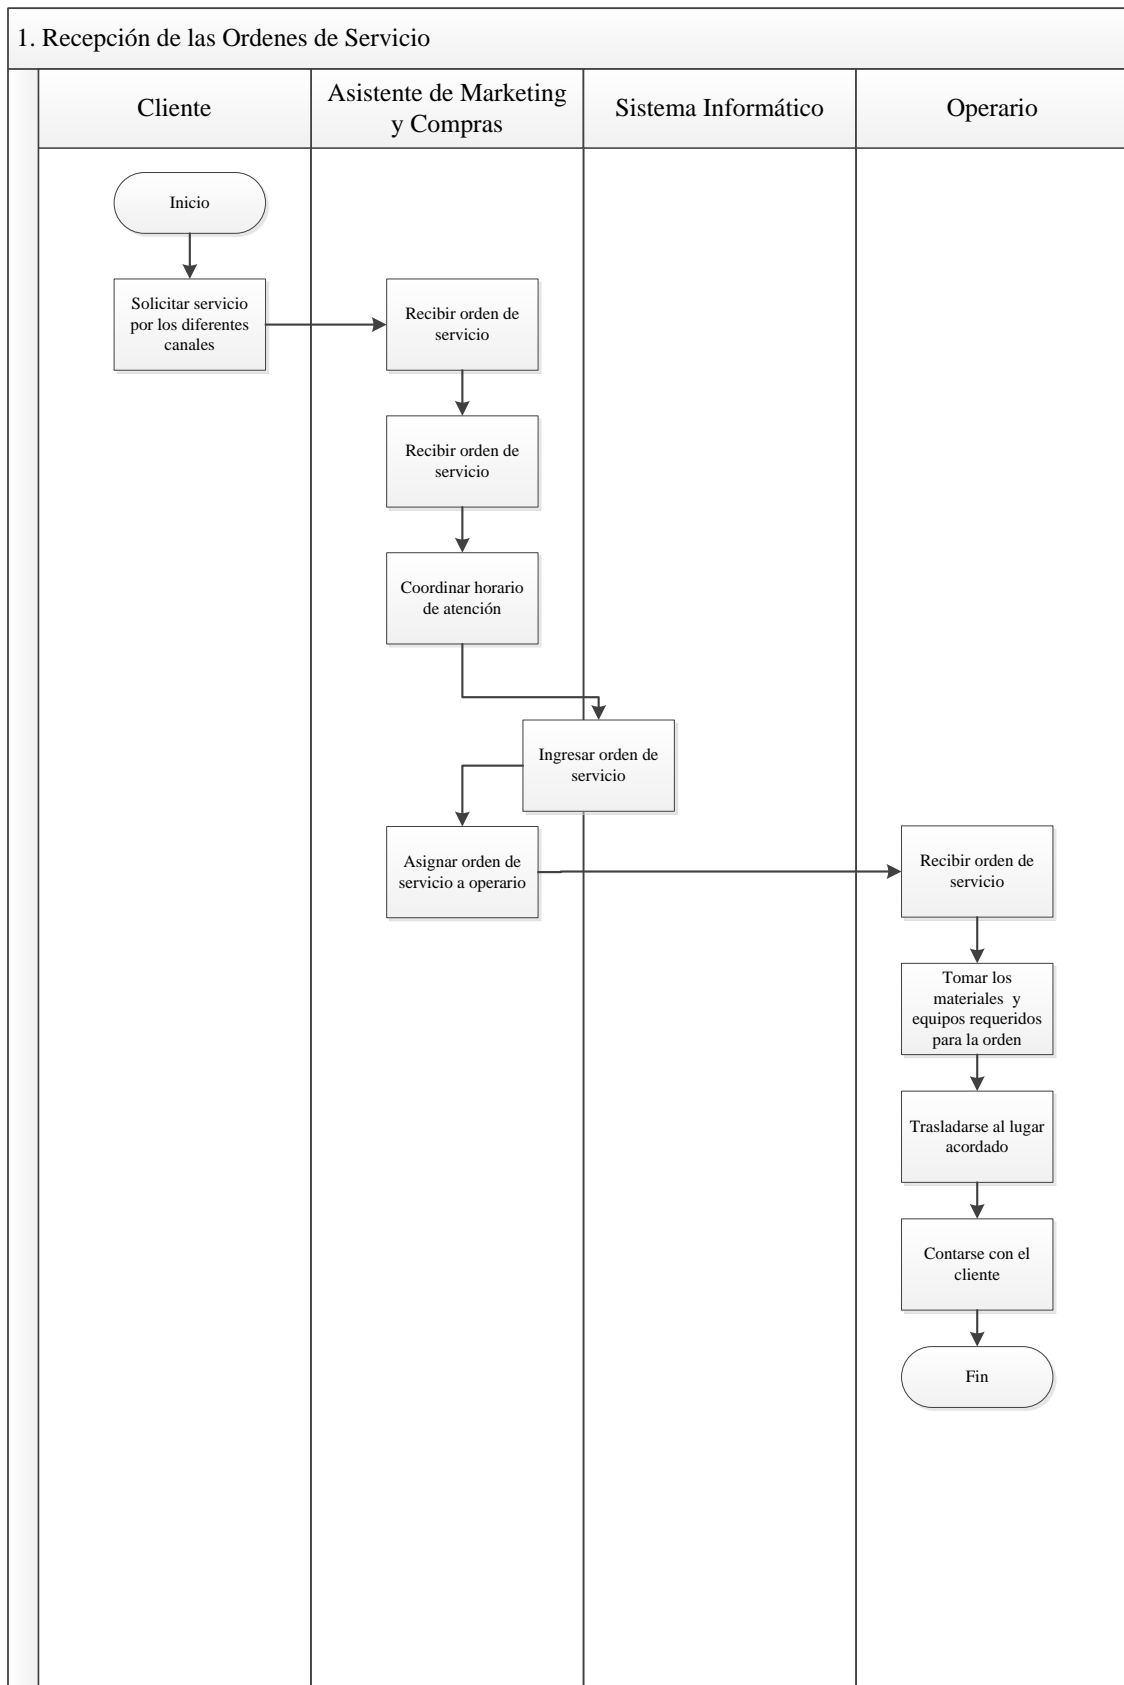 1. Recepción de las Ordenes de Servicio
Cliente
Asistente de Marketing
y Compras
Sistema Informático
Operario
Inicio
Solicitar servicio
por los diferentes
canales
Recibir orden de
servicio
Recibir orden de
servicio
Coordinar horario
de atención
Ingresar orden de
servicio
Asignar orden de
servicio a operario
Recibir orden de
servicio
Tomar los
materiales y
equipos requeridos
para la orden
Trasladarse al lugar
acordado
Contarse con el
cliente
Fin